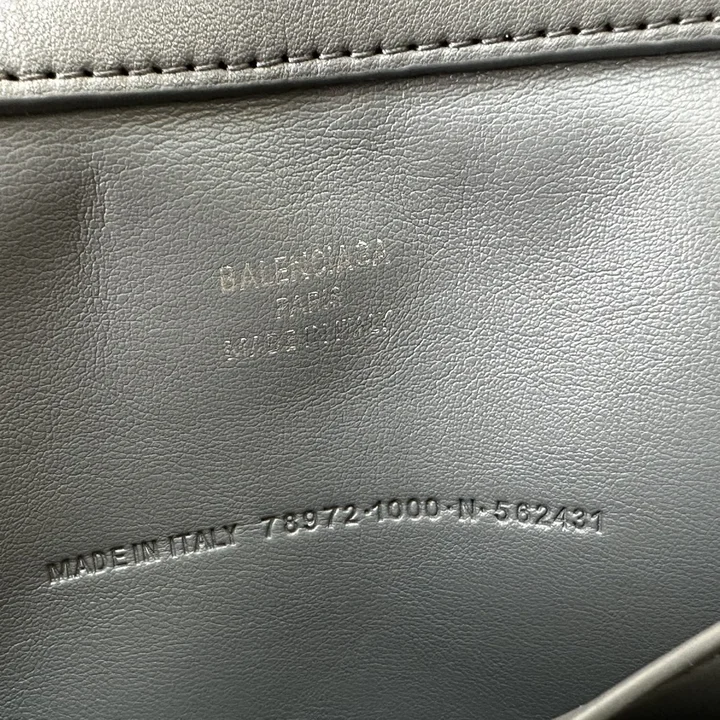 BALENCIAGA
PARIS
MADE IN ITALY
MADE IN ITALY 78972·1000·N·562431